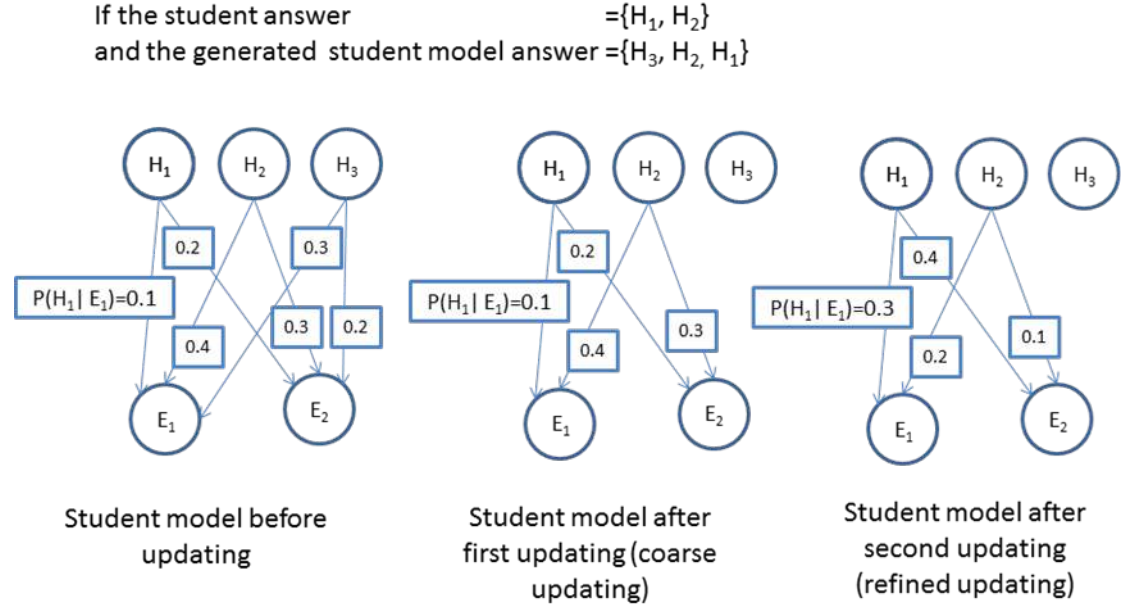 If the student answer ={H₁, H₂}
and the generated student model answer ={H₃, H₂, H₁}
H₁ H₂ H₃
0.2 0.3
P(H₁| E₁)=0.1
0.3 0.2
0.4
E₁ E₂
Student model before
updating
H₁ H₂ H₃
0.2
P(H₁| E₁)=0.1
0.3
0.4
E₁ E₂
Student model after
first updating (coarse
updating)
H₁ H₂ H₃
0.4
P(H₁| E₁)=0.3
0.1
0.2
E₁ E₂
Student model after
second updating
(refined updating)